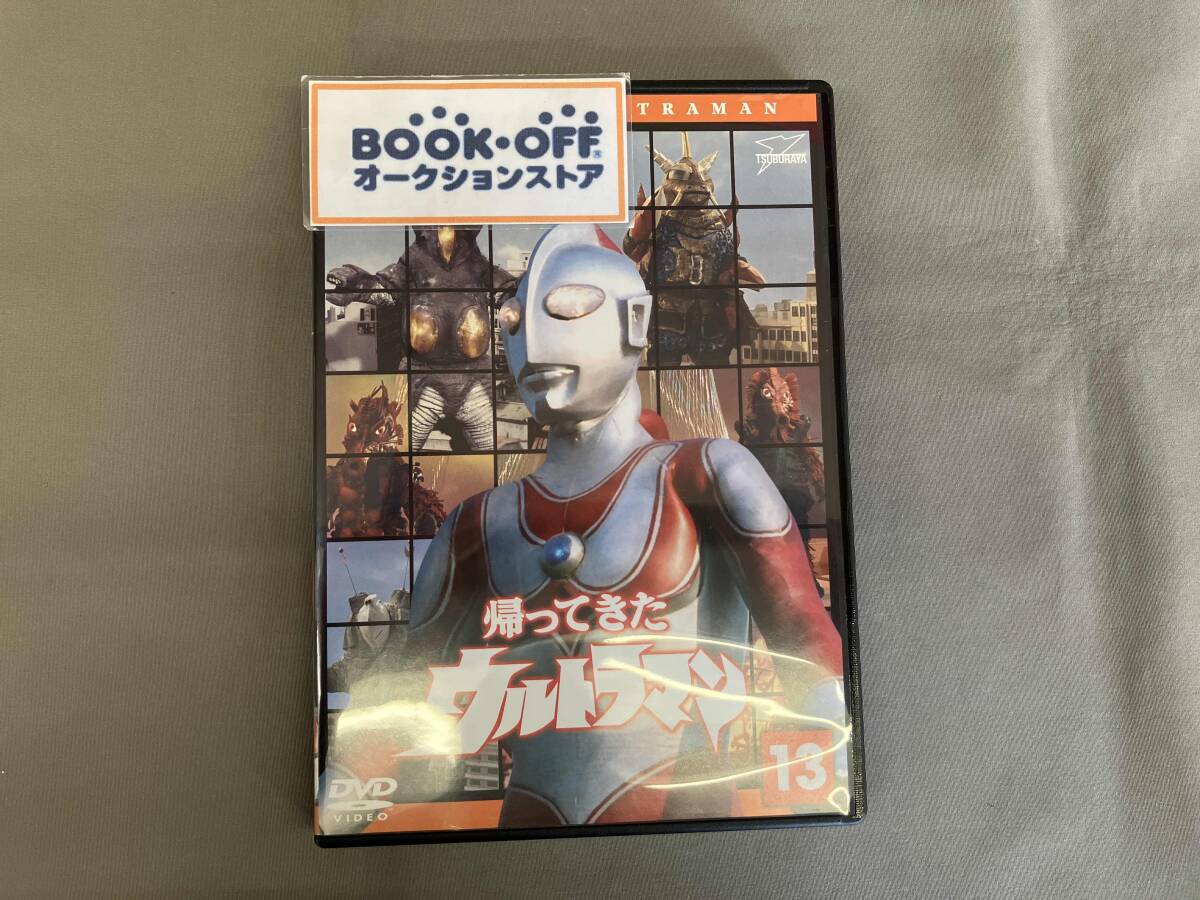 BOOK・OFF®
オークションストア
TRAMAN
TSUBURAYA
帰ってきた
ウルトラマン
13
DVD
VIDEO